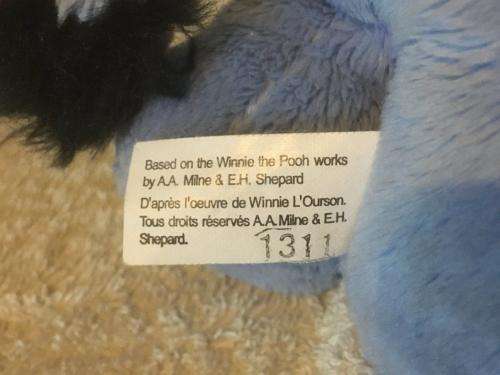 Based on the Winnie the Pooh works
by A.A. Milne & E.H. Shepard
D'après l'oeuvre de Winnie L'Ourson.
Tous droits réservés A.A.Milne & E.H.
Shepard.
1311